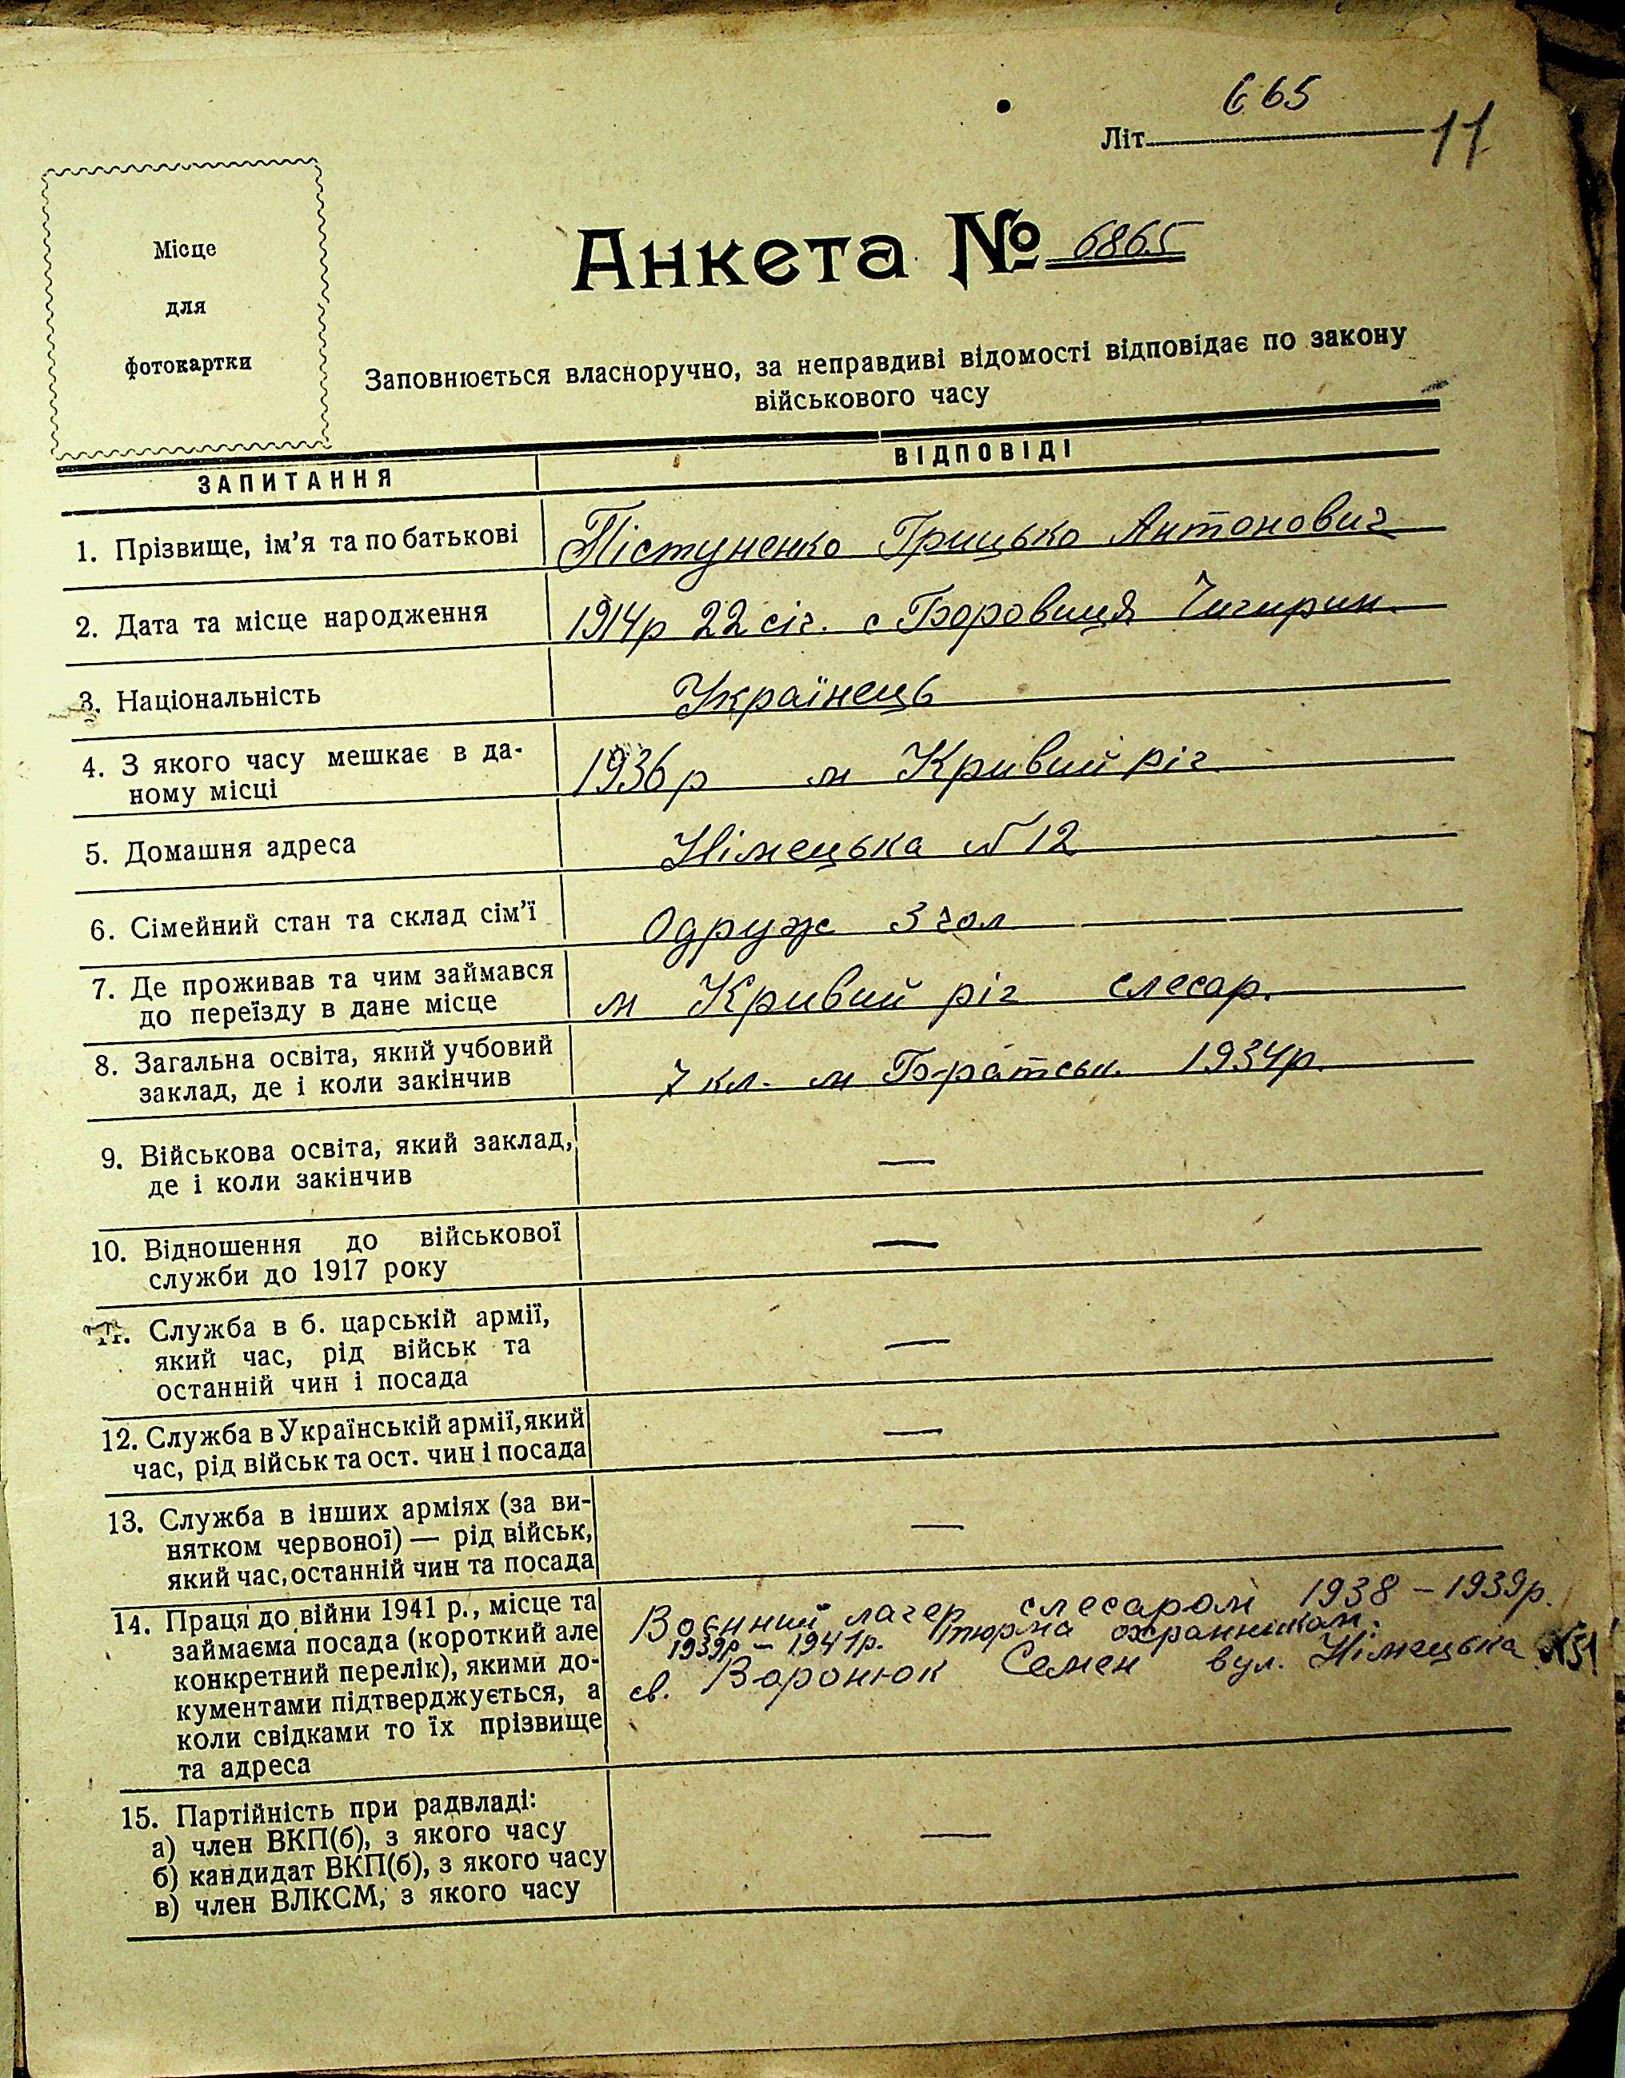 665
Літ. 11
Місце
для
фотокартки
Анкета № 6865
Заповнюється власноручно, за неправдиві відомості відповідає по закону
військового часу
ЗАПИТАННЯ ВІДПОВІДІ
1. Прізвище, ім'я та по батькові Пістуненко Грицько Антонович
2. Дата та місце народження 1914р 22 січ. с Боровиця Чигирин.
3. Національність Українець
4. З якого часу мешкає в да-
ному місці 1936р м Кривий ріг
5. Домашня адреса Німецька № 12
6. Сімейний стан та склад сім'ї Одруж 3 чол
7. Де проживав та чим займався
до переїзду в дане місце м Кривий ріг слесар.
8. Загальна освіта, який учбовий
заклад, де і коли закінчив 7 кл. м Братськ. 1934р.
9. Військова освіта, який заклад,
де і коли закінчив —
10. Відношення до військової
служби до 1917 року —
11. Служба в б. царській армії,
який час, рід військ та
останній чин і посада —
12. Служба в Українській армії, який
час, рід військ та ост. чин і посада —
13. Служба в інших арміях (за ви-
нятком червоної) — рід військ,
який час, останній чин та посада —
14. Праця до війни 1941 р., місце та
займаєма посада (короткий але
конкретний перелік), якими до-
кументами підтверджується, а
коли свідками то їх прізвище
та адреса
Воєнний лагер слесаром 1938 – 1939р.
1939р – 1941р. тюрма охранником.
св. Воронюк Семен вул. Німецька №51
15. Партійність при радвладі:
а) член ВКП(б), з якого часу
б) кандидат ВКП(б), з якого часу —
в) член ВЛКСМ, з якого часу